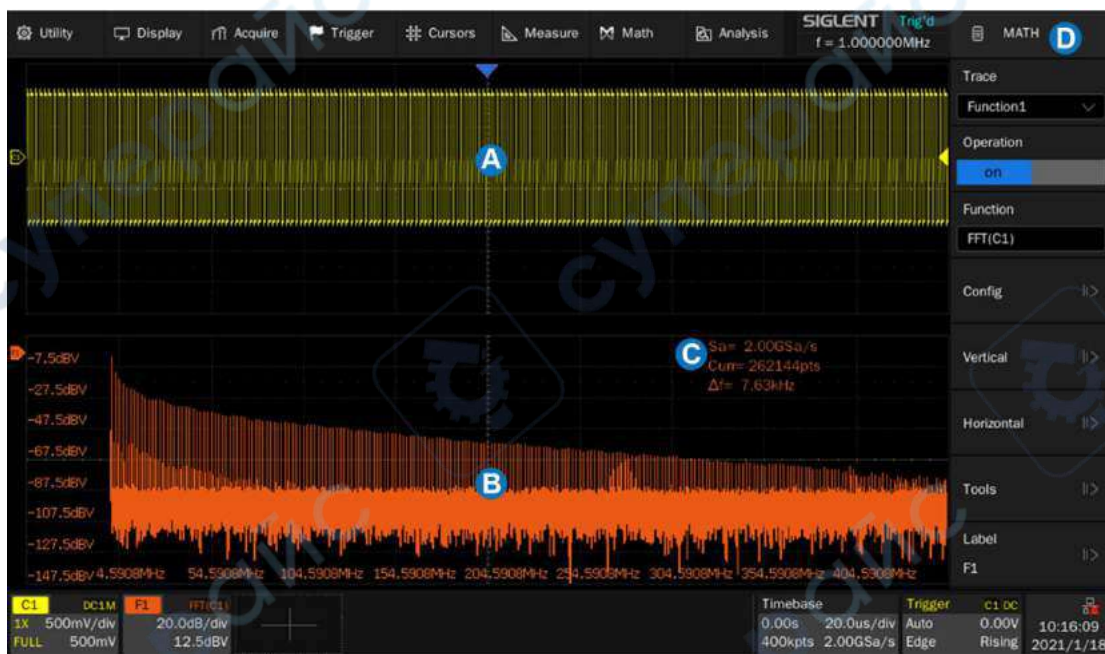 Utility Display Acquire Trigger Cursors Measure Math Analysis
SIGLENT Trig'd
f = 1.000000MHz
MATH D
Trace
Function1
Operation
on
Function
FFT(C1)
Config
Vertical
Horizontal
Tools
Label
F1
C1
A
F1
C
Sa= 2.00GSa/s
Curr= 262144pts
Δf= 7.63kHz
B
-7.5dBV
-27.5dBV
-47.5dBV
-67.5dBV
-87.5dBV
-107.5dBV
-127.5dBV
-147.5dBV 4.5908MHz 54.5908MHz 104.5908MHz 154.5908MHz 204.5908MHz 254.5908MHz 304.5908MHz 354.5908MHz 404.5908MHz
C1 DC1M
1X 500mV/div
FULL 500mV
F1 FFT(C1)
20.0dB/div
12.5dBV
Timebase
0.00s 20.0us/div
400kpts 2.00GSa/s
Trigger C1 DC
Auto 0.00V
Edge Rising
10:16:09
2021/1/18
супермайс